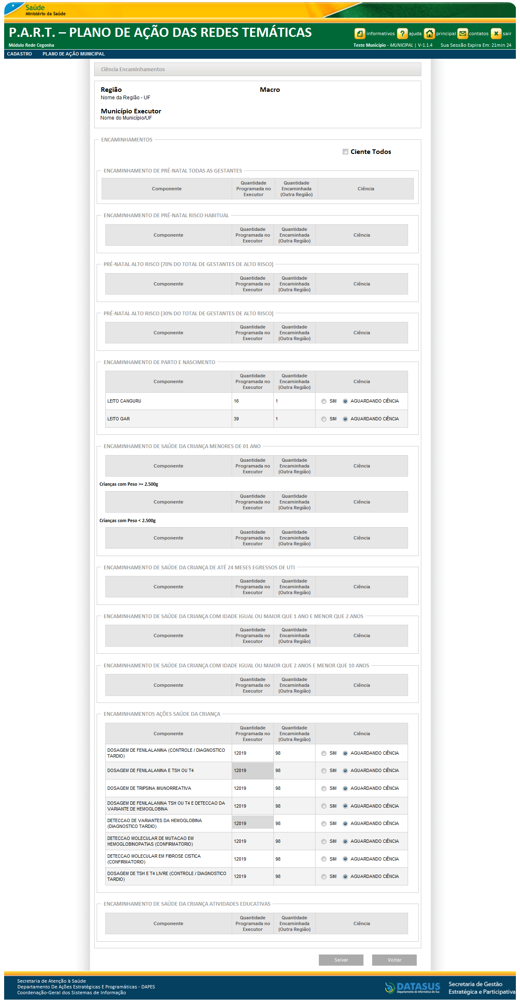 Saúde
Ministério da Saúde
P.A.R.T. – PLANO DE AÇÃO DAS REDES TEMÁTICAS
informativos ajuda principal contatos sair
Módulo Rede Cegonha
Teste Município - MUNICIPAL | V-1.1.4 Sua Sessão Expira Em: 21min 24
CADASTRO PLANO DE AÇÃO MUNICIPAL
Ciência Encaminhamentos
Região Macro
Nome da Região - UF
Município Executor
Nome do Município/UF
ENCAMINHAMENTOS
Ciente Todos
ENCAMINHAMENTO DE PRÉ-NATAL TODAS AS GESTANTES
Componente Quantidade Programada no Executor Quantidade Encaminhada (Outra Região) Ciência
ENCAMINHAMENTO DE PRÉ-NATAL RISCO HABITUAL
Componente Quantidade Programada no Executor Quantidade Encaminhada (Outra Região) Ciência
PRÉ-NATAL ALTO RISCO (70% DO TOTAL DE GESTANTES DE ALTO RISCO)
Componente Quantidade Programada no Executor Quantidade Encaminhada (Outra Região) Ciência
PRÉ-NATAL ALTO RISCO (30% DO TOTAL DE GESTANTES DE ALTO RISCO)
Componente Quantidade Programada no Executor Quantidade Encaminhada (Outra Região) Ciência
ENCAMINHAMENTO DE PARTO E NASCIMENTO
Componente Quantidade Programada no Executor Quantidade Encaminhada (Outra Região) Ciência
LEITO CANGURU 16 1 SIM AGUARDANDO CIÊNCIA
LEITO GAR 39 1 SIM AGUARDANDO CIÊNCIA
ENCAMINHAMENTO DE SAÚDE DA CRIANÇA MENORES DE 01 ANO
Componente Quantidade Programada no Executor Quantidade Encaminhada (Outra Região) Ciência
Crianças com Peso >= 2.500g
Componente Quantidade Programada no Executor Quantidade Encaminhada (Outra Região) Ciência
Crianças com Peso < 2.500g
Componente Quantidade Programada no Executor Quantidade Encaminhada (Outra Região) Ciência
ENCAMINHAMENTO DE SAÚDE DA CRIANÇA DE ATÉ 24 MESES EGRESSOS DE UTI
Componente Quantidade Programada no Executor Quantidade Encaminhada (Outra Região) Ciência
ENCAMINHAMENTO DE SAÚDE DA CRIANÇA COM IDADE IGUAL OU MAIOR QUE 1 ANO E MENOR QUE 2 ANOS
Componente Quantidade Programada no Executor Quantidade Encaminhada (Outra Região) Ciência
ENCAMINHAMENTO DE SAÚDE DA CRIANÇA COM IDADE IGUAL OU MAIOR QUE 2 ANOS E MENOR QUE 10 ANOS
Componente Quantidade Programada no Executor Quantidade Encaminhada (Outra Região) Ciência
ENCAMINHAMENTOS AÇÕES SAÚDE DA CRIANÇA
Componente Quantidade Programada no Executor Quantidade Encaminhada (Outra Região) Ciência
DOSAGEM DE FENILALANINA (CONTROLE / DIAGNOSTICO TARDIO) 12019 98 SIM AGUARDANDO CIÊNCIA
DOSAGEM DE FENILALANINA E TSH OU T4 12019 98 SIM AGUARDANDO CIÊNCIA
DOSAGEM DE TRIPSINA IMUNORREATIVA 12019 98 SIM AGUARDANDO CIÊNCIA
DOSAGEM DE FENILALANINA TSH OU T4 E DETECCAO DA VARIANTE DE HEMOGLOBINA 12019 98 SIM AGUARDANDO CIÊNCIA
DETECCAO DE VARIANTES DA HEMOGLOBINA (DIAGNOSTICO TARDIO) 12019 98 SIM AGUARDANDO CIÊNCIA
DETECCAO MOLECULAR DE MUTACAO EM HEMOGLOBINOPATIAS (CONFIRMATORIO) 12019 98 SIM AGUARDANDO CIÊNCIA
DETECCAO MOLECULAR EM FIBROSE CISTICA (CONFIRMATORIO) 12019 98 SIM AGUARDANDO CIÊNCIA
DOSAGEM DE TSH E T4 LIVRE (CONTROLE / DIAGNOSTICO TARDIO) 12019 98 SIM AGUARDANDO CIÊNCIA
ENCAMINHAMENTO DE SAÚDE DA CRIANÇA ATIVIDADES EDUCATIVAS
Componente Quantidade Programada no Executor Quantidade Encaminhada (Outra Região) Ciência
Salvar Voltar
Secretaria de Atenção à Saúde
Departamento De Ações Estratégicas E Programáticas - DAPES
Coordenação-Geral dos Sistemas de Informação
DATASUS
Departamento de Informática do Sus
Secretaria de Gestão
Estratégica e Participativa